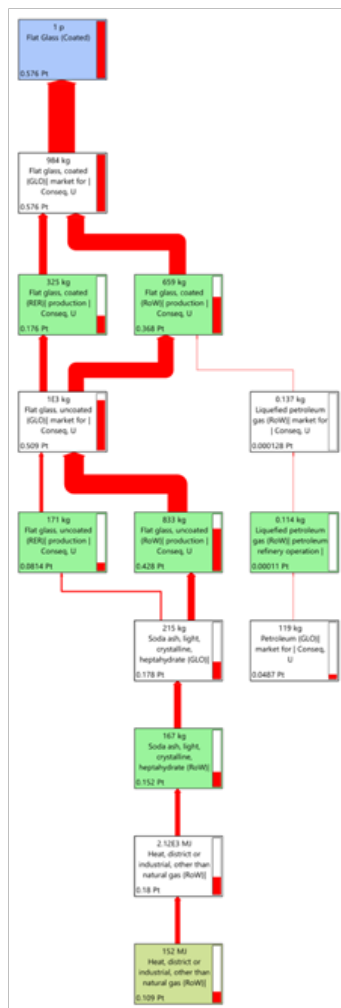 1 p
Flat Glass (Coated)
0.576 Pt
984 kg
Flat glass, coated
(GLO)| market for |
Conseq, U
0.576 Pt
325 kg
Flat glass, coated
(RER)| production |
Conseq, U
0.176 Pt
659 kg
Flat glass, coated
(RoW)| production |
Conseq, U
0.368 Pt
1E3 kg
Flat glass, uncoated
(GLO)| market for |
Conseq, U
0.509 Pt
0.137 kg
Liquefied petroleum
gas (RoW)| market for
| Conseq, U
0.000128 Pt
171 kg
Flat glass, uncoated
(RER)| production |
Conseq, U
0.0814 Pt
833 kg
Flat glass, uncoated
(RoW)| production |
Conseq, U
0.428 Pt
0.114 kg
Liquefied petroleum
gas (RoW)| petroleum
refinery operation |
0.00011 Pt
215 kg
Soda ash, light,
crystalline,
heptahydrate (GLO)|
0.178 Pt
119 kg
Petroleum (GLO)|
market for | Conseq,
U
0.0487 Pt
167 kg
Soda ash, light,
crystalline,
heptahydrate (RoW)|
0.152 Pt
2.12E3 MJ
Heat, district or
industrial, other than
natural gas (RoW)|
0.18 Pt
152 MJ
Heat, district or
industrial, other than
natural gas (RoW)|
0.109 Pt